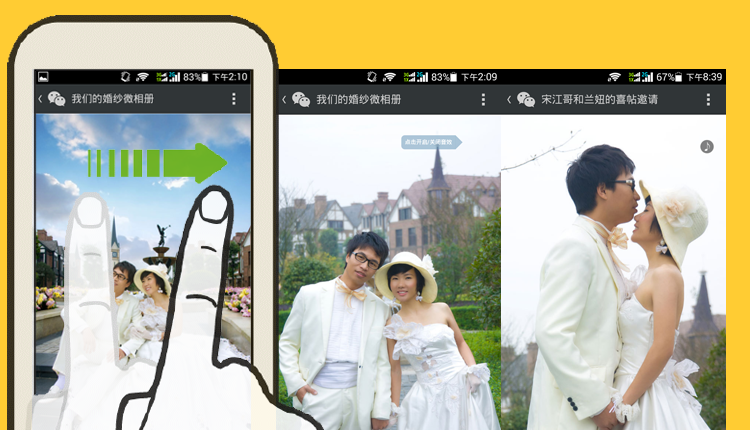 83% 下午2:10
我们的婚纱微相册
83% 下午2:09
我们的婚纱微相册
点击开启/关闭音效
67% 下午8:39
宋江哥和兰妞的喜帖邀请